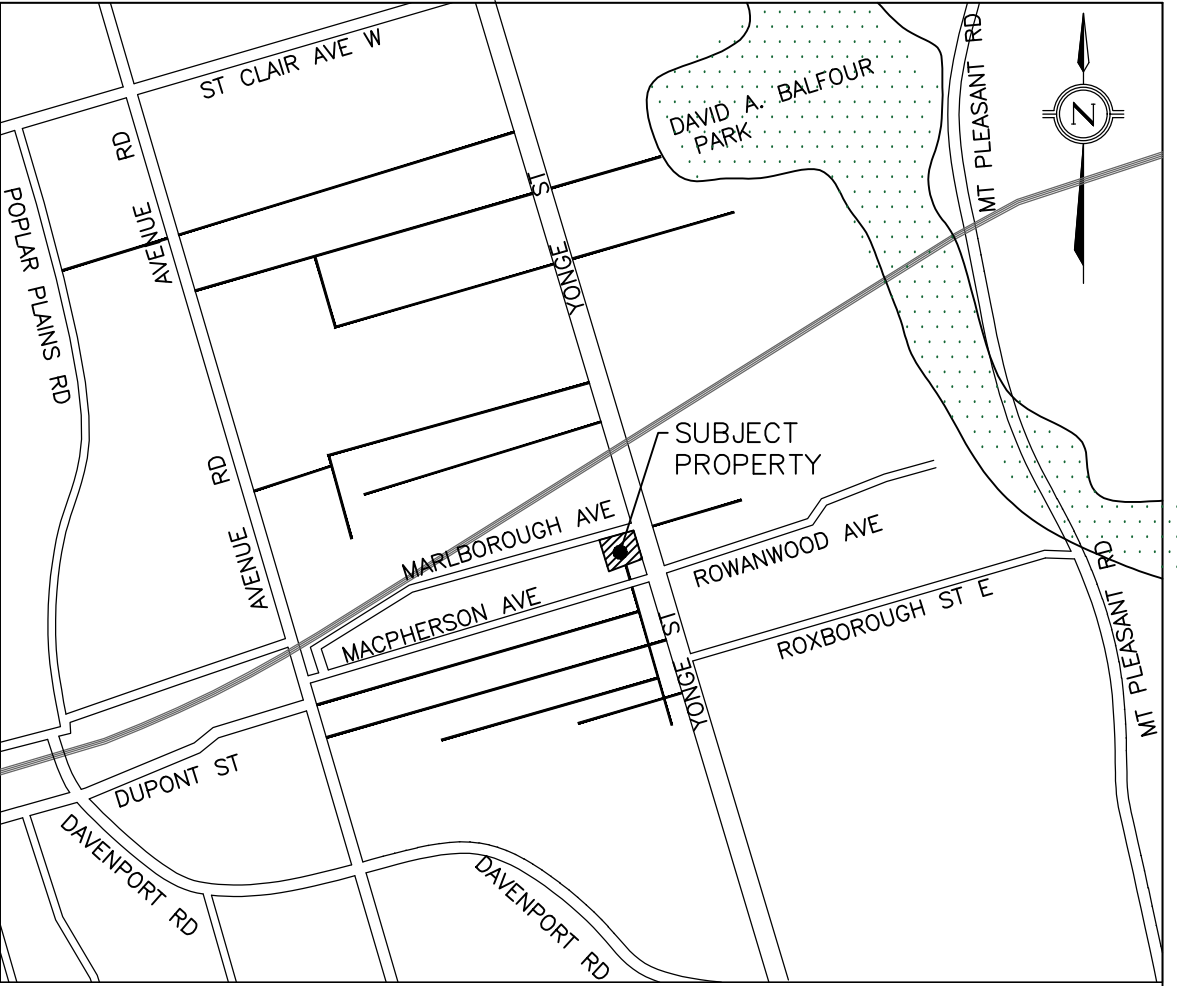 ST CLAIR AVE W
DAVID A. BALFOUR
PARK
MT PLEASANT RD
N
AVENUE RD
POPLAR PLAINS RD
YONGE ST
SUBJECT
PROPERTY
AVENUE RD
MARLBOROUGH AVE
ROWANWOOD AVE
MACPHERSON AVE
ROXBOROUGH ST E
YONGE ST
MT PLEASANT RD
DUPONT ST
DAVENPORT RD
DAVENPORT RD